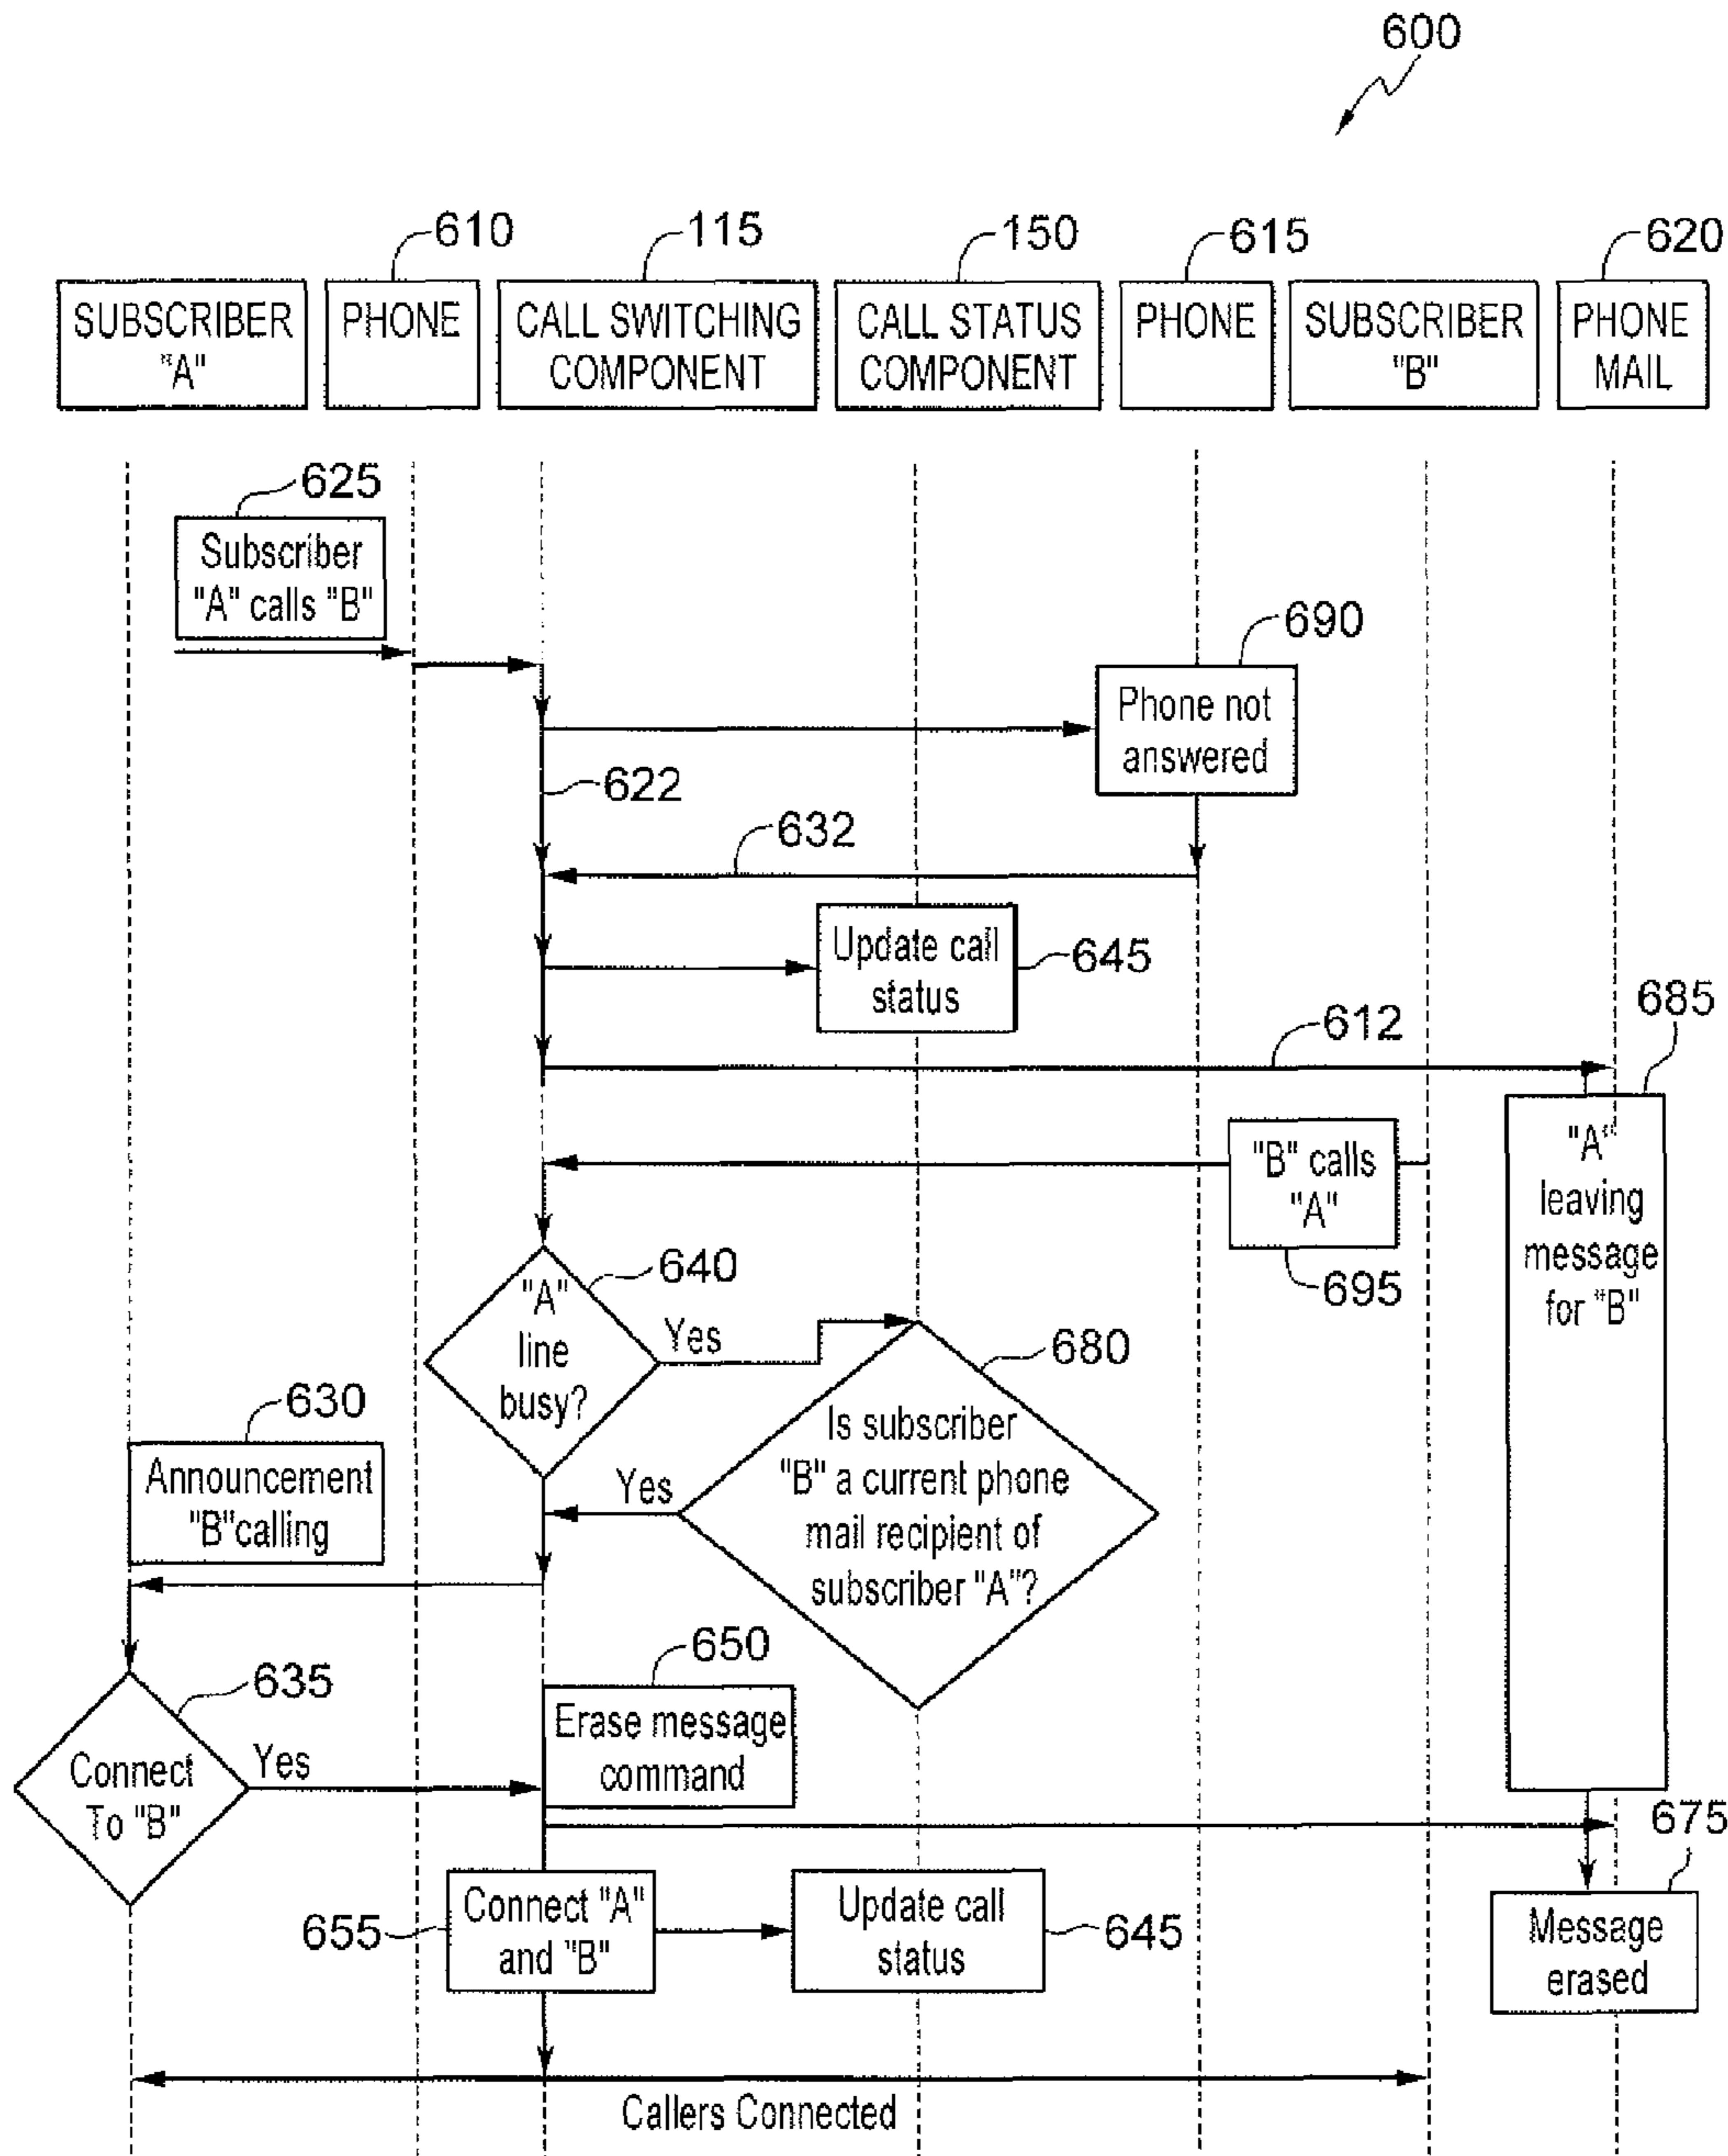 600
610
115
150
615
620
SUBSCRIBER
"A"
PHONE
CALL SWITCHING
COMPONENT
CALL STATUS
COMPONENT
PHONE
SUBSCRIBER
"B"
PHONE
MAIL
625
Subscriber
"A" calls "B"
690
Phone not
answered
622
632
Update call
status
645
612
685
"A"
leaving
message
for "B"
"B" calls
"A"
695
640
"A"
line
busy?
Yes
680
Is subscriber
"B" a current phone
mail recipient of
subscriber "A"?
Yes
630
Announcement
"B"calling
635
Connect
To "B"
Yes
650
Erase message
command
675
Message
erased
655
Connect "A"
and "B"
Update call
status
645
Callers Connected